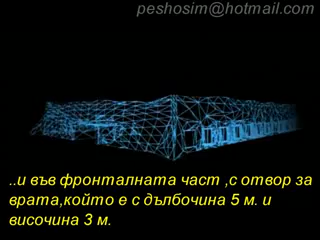 peshosim@hotmail.com
..и във фронталната част ,с отвор за
врата,който е с дълбочина 5 м. и
височина 3 м.